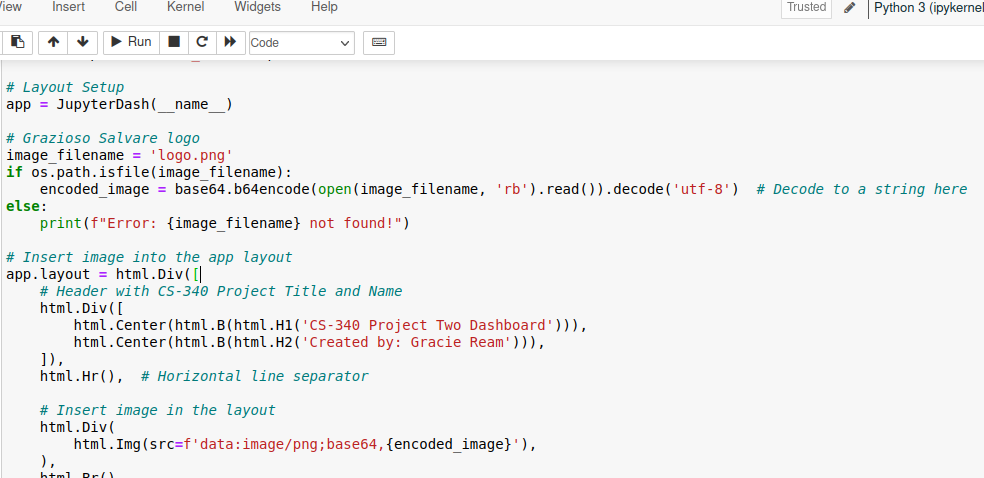 View Insert Cell Kernel Widgets Help Trusted Python 3 (ipykernel
Run Code
# Layout Setup
app = JupyterDash(__name__)
# Grazioso Salvare logo
image_filename = 'logo.png'
if os.path.isfile(image_filename):
    encoded_image = base64.b64encode(open(image_filename, 'rb').read()).decode('utf-8')  # Decode to a string here
else:
    print(f"Error: {image_filename} not found!")
# Insert image into the app layout
app.layout = html.Div([
    # Header with CS-340 Project Title and Name
    html.Div([
        html.Center(html.B(html.H1('CS-340 Project Two Dashboard'))),
        html.Center(html.B(html.H2('Created by: Gracie Ream'))),
    ]),
    html.Hr(),  # Horizontal line separator
    # Insert image in the layout
    html.Div(
        html.Img(src=f'data:image/png;base64,{encoded_image}'),
    ),